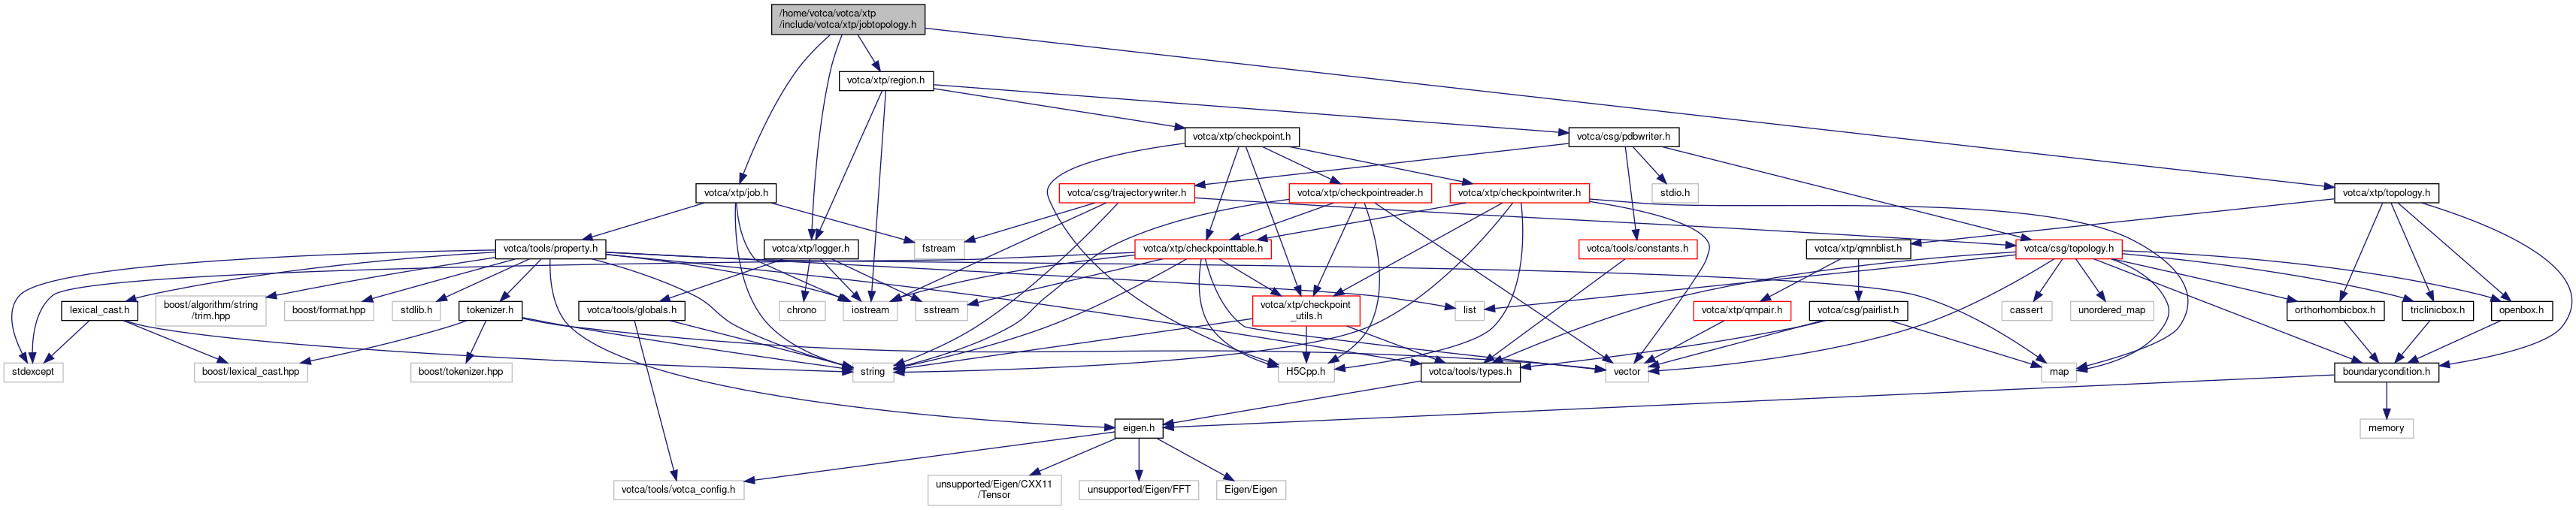 /home/votca/votca/xtp
/include/votca/xtp/jobtopology.h
votca/xtp/region.h
votca/xtp/checkpoint.h
votca/csg/pdbwriter.h
votca/xtp/job.h
votca/csg/trajectorywriter.h
votca/xtp/checkpointreader.h
votca/xtp/checkpointwriter.h
stdio.h
votca/xtp/topology.h
votca/tools/property.h
votca/xtp/logger.h
fstream
votca/xtp/checkpointtable.h
votca/tools/constants.h
votca/xtp/qmnblist.h
votca/csg/topology.h
lexical_cast.h
boost/algorithm/string
/trim.hpp
boost/format.hpp
stdlib.h
tokenizer.h
votca/tools/globals.h
chrono
iostream
sstream
votca/xtp/checkpoint
_utils.h
list
votca/xtp/qmpair.h
votca/csg/pairlist.h
cassert
unordered_map
orthorhombicbox.h
triclinicbox.h
openbox.h
stdexcept
boost/lexical_cast.hpp
boost/tokenizer.hpp
string
H5Cpp.h
votca/tools/types.h
vector
map
boundarycondition.h
eigen.h
memory
votca/tools/votca_config.h
unsupported/Eigen/CXX11
/Tensor
unsupported/Eigen/FFT
Eigen/Eigen